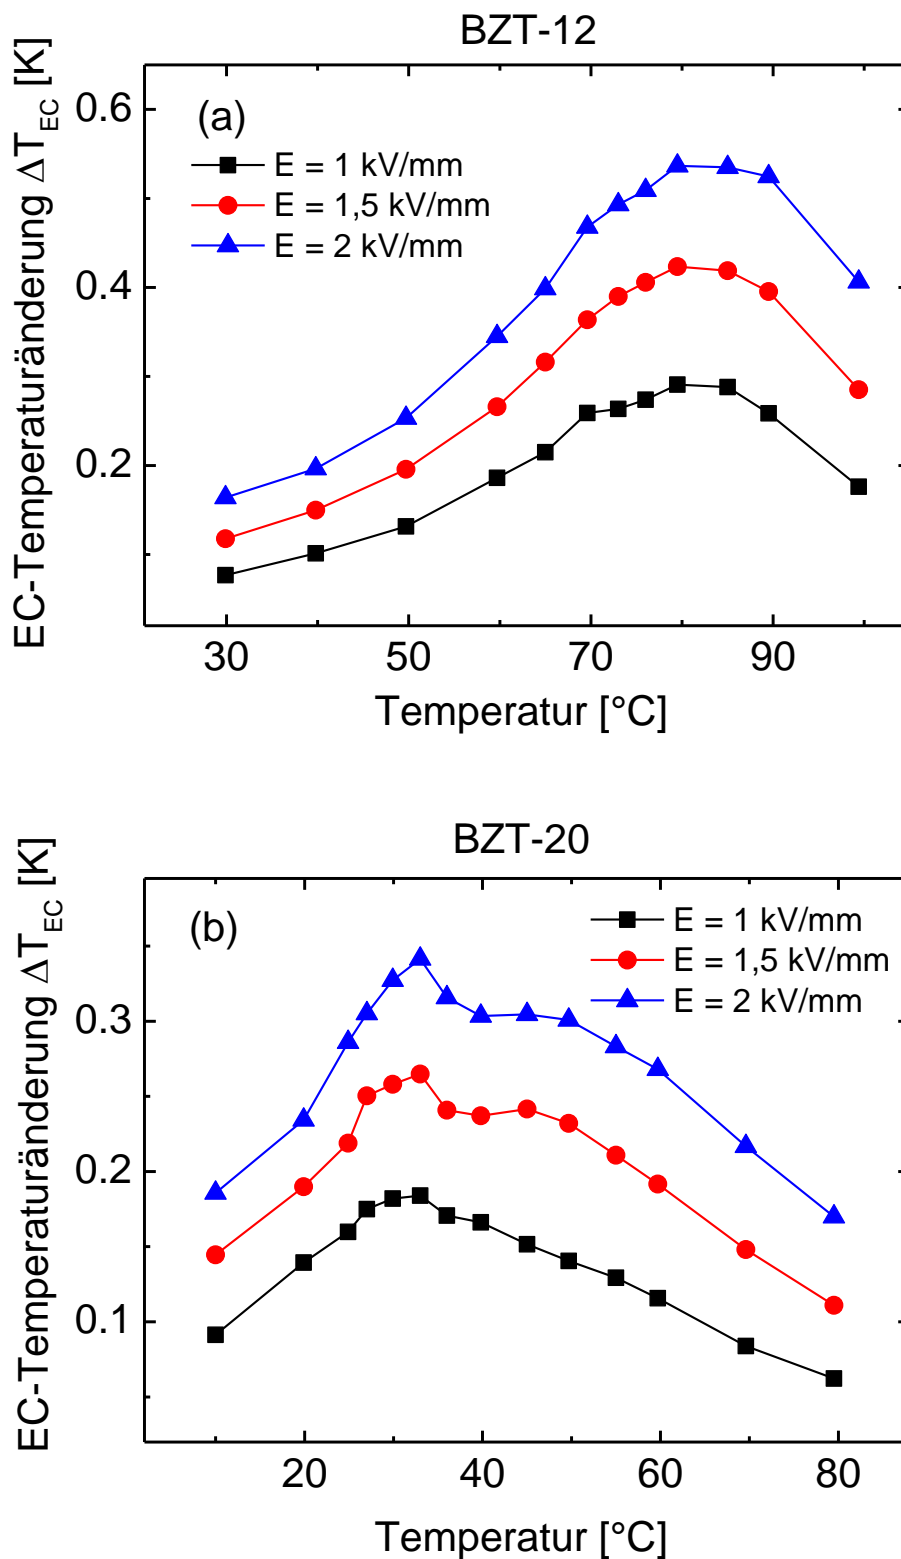 BZT-12
EC-Temperaturänderung ΔT_EC [K]
(a)
E = 1 kV/mm
E = 1,5 kV/mm
E = 2 kV/mm
0.6
0.4
0.2
30 50 70 90
Temperatur [°C]
BZT-20
EC-Temperaturänderung ΔT_EC [K]
(b)
E = 1 kV/mm
E = 1,5 kV/mm
E = 2 kV/mm
0.3
0.2
0.1
20 40 60 80
Temperatur [°C]